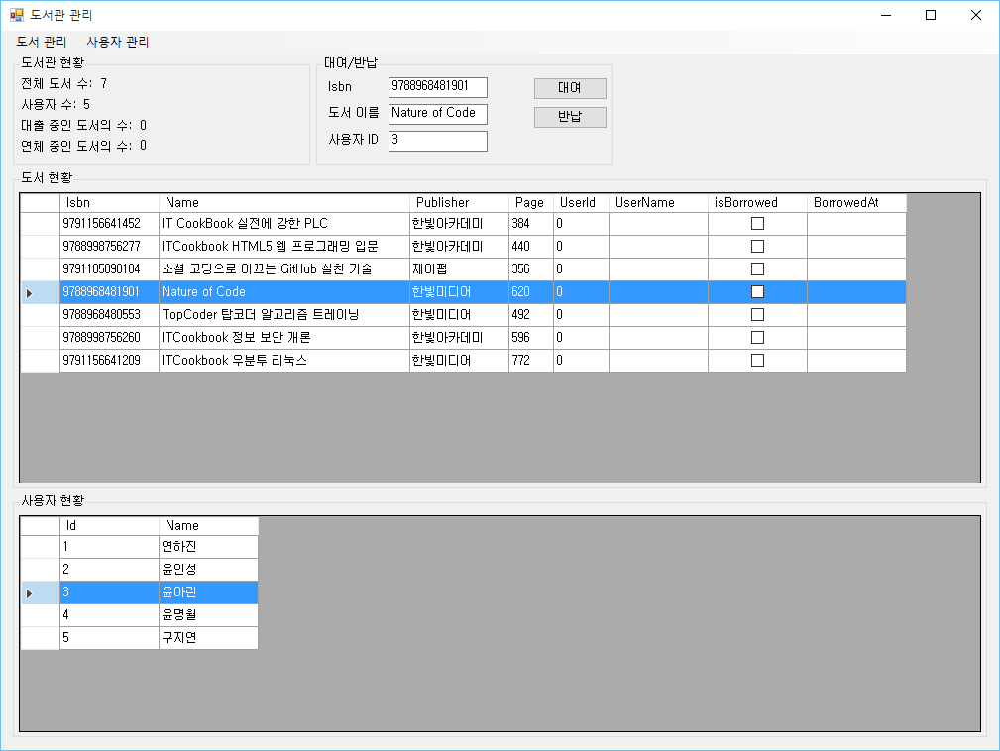 도서관 관리
도서 관리 사용자 관리
도서관 현황
전체 도서 수: 7
사용자 수: 5
대출 중인 도서의 수: 0
연체 중인 도서의 수: 0
대여/반납
Isbn 9788968481901 대여
도서 이름 Nature of Code 반납
사용자 ID 3
도서 현황
Isbn Name Publisher Page UserId UserName isBorrowed BorrowedAt
9791156641452 IT CookBook 실전에 강한 PLC 한빛아카데미 384 0
9788998756277 ITCookbook HTML5 웹 프로그래밍 입문 한빛아카데미 440 0
9791185890104 소셜 코딩으로 이끄는 GitHub 실천 기술 제이펍 356 0
9788968481901 Nature of Code 한빛미디어 620 0
9788968480553 TopCoder 탑코더 알고리즘 트레이닝 한빛미디어 492 0
9788998756260 ITCookbook 정보 보안 개론 한빛아카데미 596 0
9791156641209 ITCookbook 우분투 리눅스 한빛미디어 772 0
사용자 현황
Id Name
1 연하진
2 윤인성
3 윤아린
4 윤명월
5 구지연